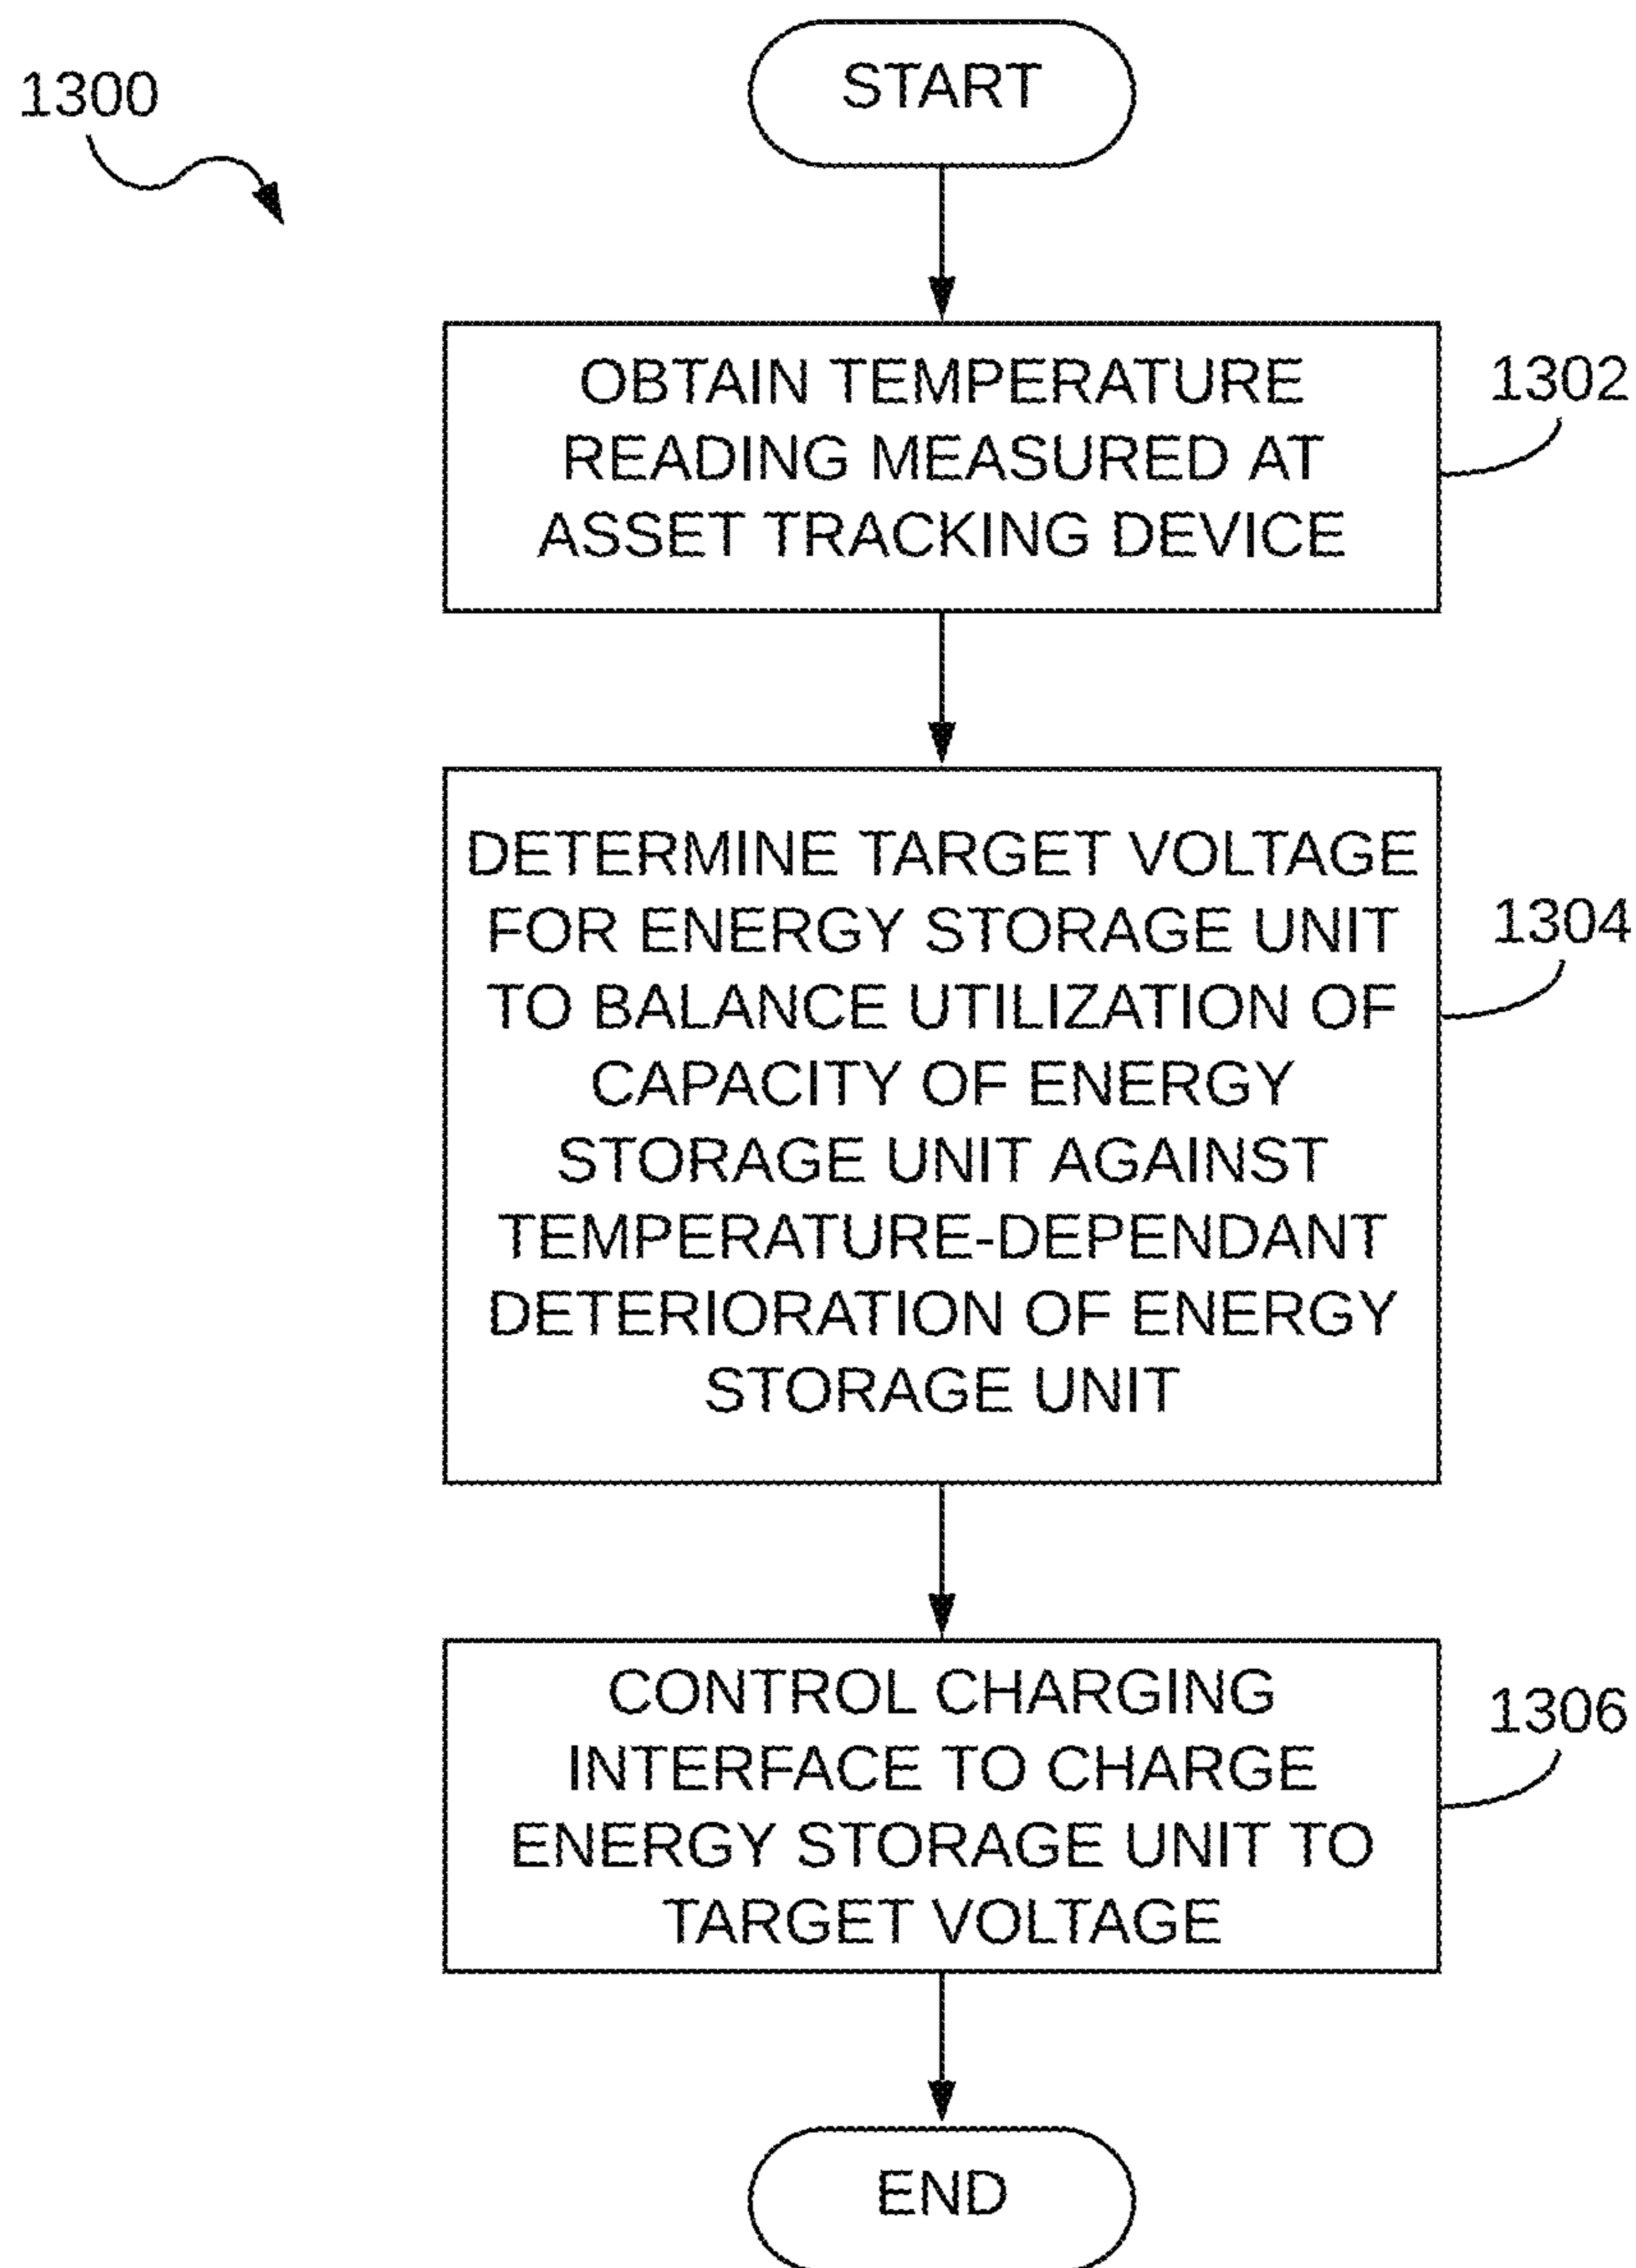 1300
START
OBTAIN TEMPERATURE
READING MEASURED AT
ASSET TRACKING DEVICE
1302
DETERMINE TARGET VOLTAGE
FOR ENERGY STORAGE UNIT
TO BALANCE UTILIZATION OF
CAPACITY OF ENERGY
STORAGE UNIT AGAINST
TEMPERATURE-DEPENDANT
DETERIORATION OF ENERGY
STORAGE UNIT
1304
CONTROL CHARGING
INTERFACE TO CHARGE
ENERGY STORAGE UNIT TO
TARGET VOLTAGE
1306
END